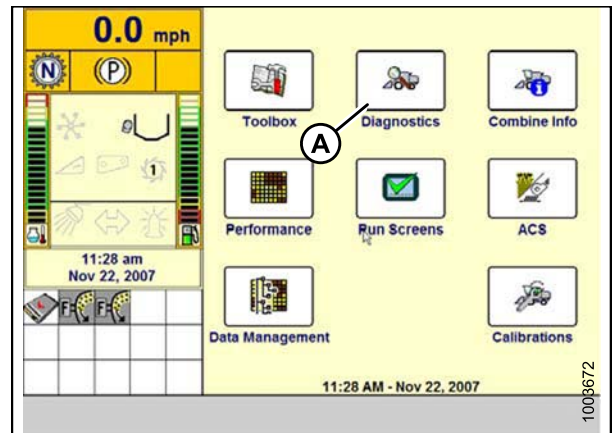 0.0 mph
N
(P)
1
11:28 am
Nov 22, 2007
F
F
Toolbox
Diagnostics
Combine Info
A
Performance
Run Screens
ACS
Data Management
Calibrations
11:28 AM - Nov 22, 2007
1003672